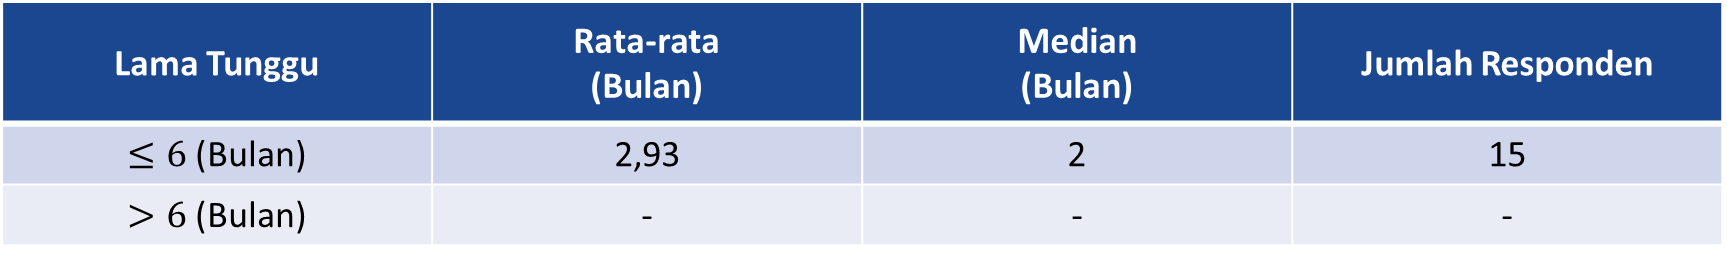 Lama Tunggu Rata-rata (Bulan) Median (Bulan) Jumlah Responden
≤ 6 (Bulan) 2,93 2 15
> 6 (Bulan) - - -